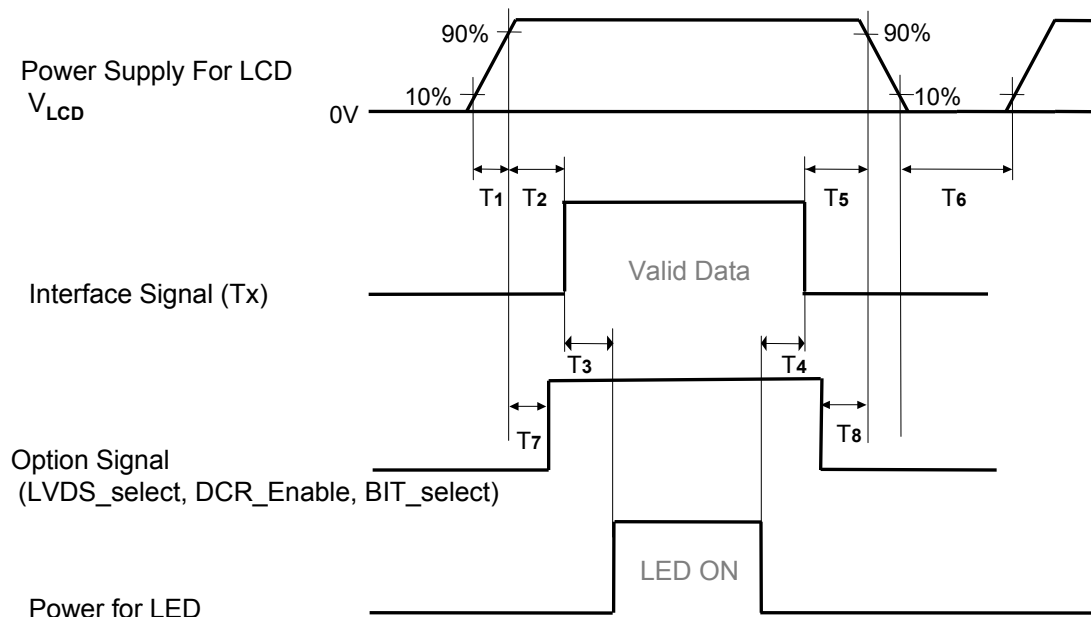 90%
90%
Power Supply For LCD
VLCD
10%
10%
0V
T1
T2
T5
T6
Valid Data
Interface Signal (Tx)
T3
T4
T7
T8
Option Signal
(LVDS_select, DCR_Enable, BIT_select)
LED ON
Power for LED